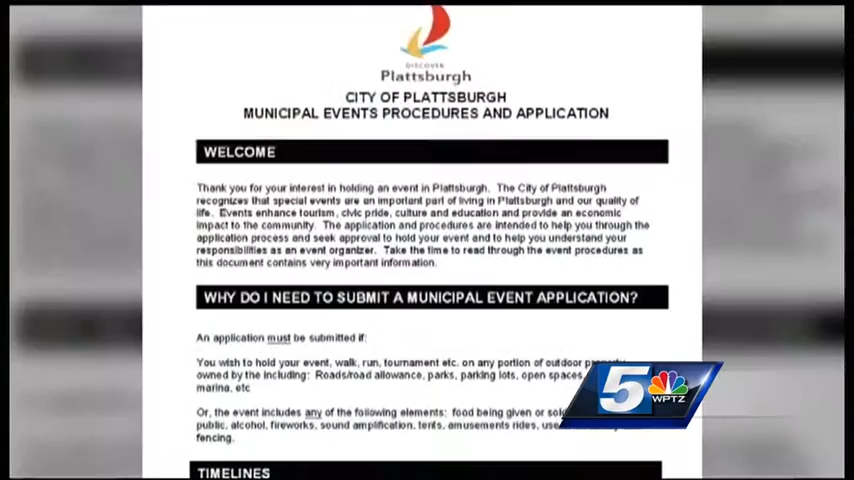 DISCOVER
Plattsburgh
CITY OF PLATTSBURGH
MUNICIPAL EVENTS PROCEDURES AND APPLICATION
WELCOME
Thank you for your interest in holding an event in Plattsburgh. The City of Plattsburgh
recognizes that special events are an important part of living in Plattsburgh and our quality of
life. Events enhance tourism, civic pride, culture and education and provide an economic
impact to the community. The application and procedures are intended to help you through the
application process and seek approval to hold your event and to help you understand your
responsibilities as an event organizer. Take the time to read through the event procedures as
this document contains very important information.
WHY DO I NEED TO SUBMIT A MUNICIPAL EVENT APPLICATION?
An application must be submitted if:
You wish to hold your event, walk, run, tournament etc. on any portion of outdoor
owned by the including: Roads/road allowance, parks, parking lots, open spaces,
marina, etc
Or, the event includes any of the following elements: food being given or
public, alcohol, fireworks, sound amplification, tents, amusements rides,
fencing.
TIMELINES
5
WPTZ